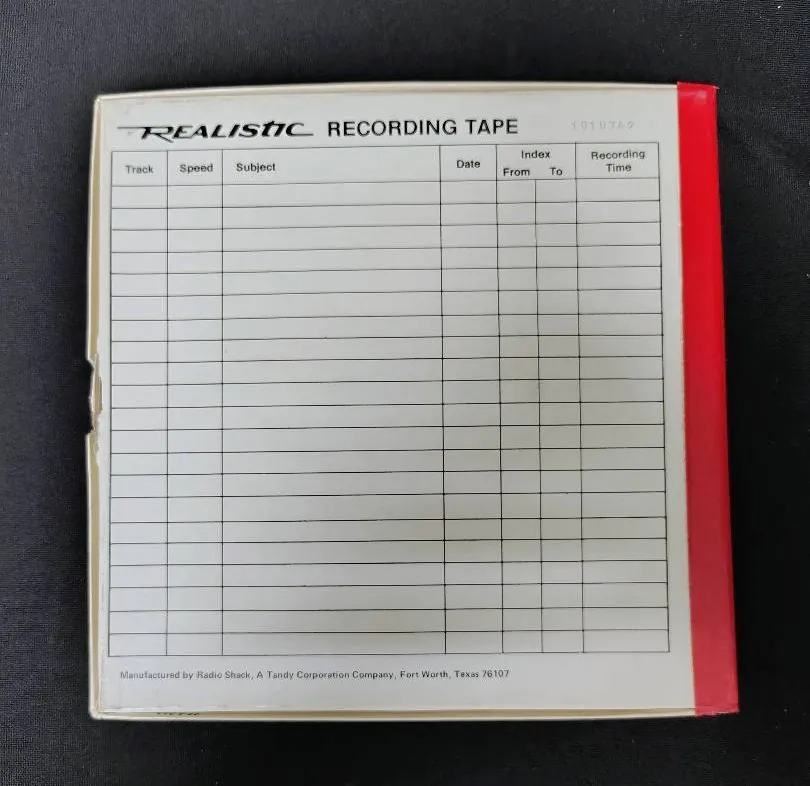 REALISTIC RECORDING TAPE
Track Speed Subject Date Index From To Recording Time
Manufactured by Radio Shack, A Tandy Corporation Company, Fort Worth, Texas 76107